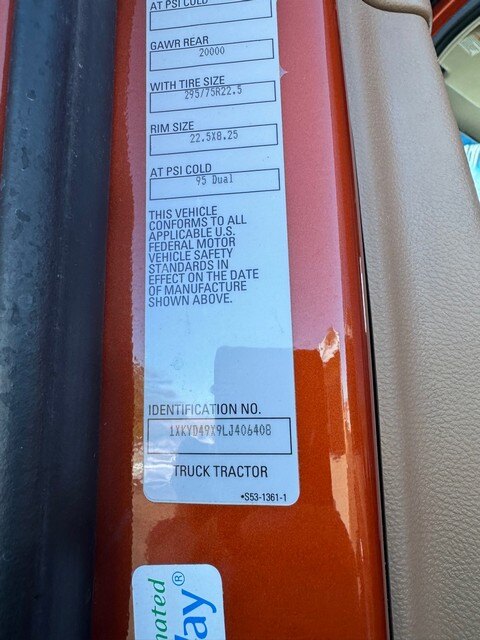 AT PSI COLD
GAWR REAR
20000
WITH TIRE SIZE
295/75R22.5
RIM SIZE
22.5X8.25
AT PSI COLD
95 Dual
THIS VEHICLE
CONFORMS TO ALL
APPLICABLE U.S.
FEDERAL MOTOR
VEHICLE SAFETY
STANDARDS IN
EFFECT ON THE DATE
OF MANUFACTURE
SHOWN ABOVE.
IDENTIFICATION NO.
1XKYD49X9LJ406408
TRUCK TRACTOR
*S53-1361-1
nated
ay®